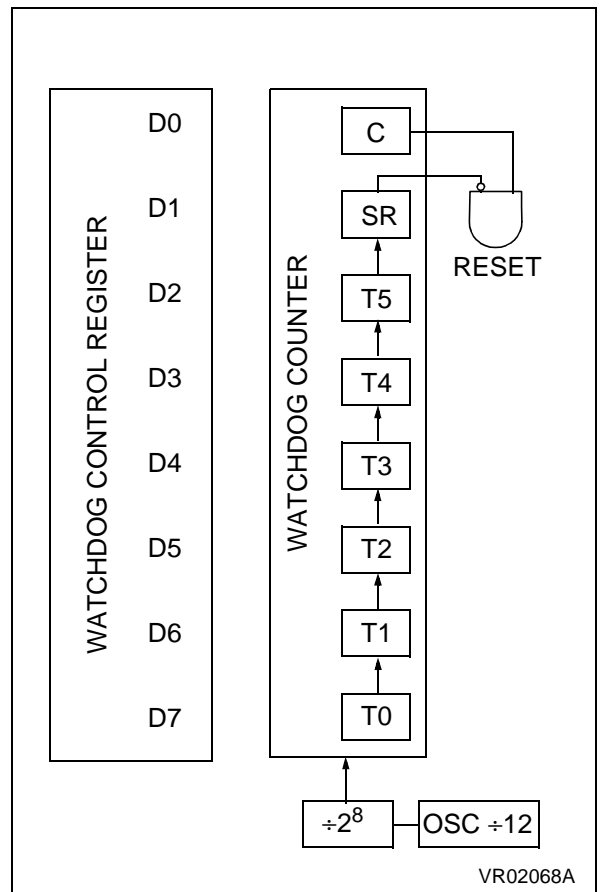 WATCHDOG CONTROL REGISTER
D0
D1
D2
D3
D4
D5
D6
D7
WATCHDOG COUNTER
C
SR
T5
T4
T3
T2
T1
T0
RESET
÷2⁸
OSC ÷12
VR02068A